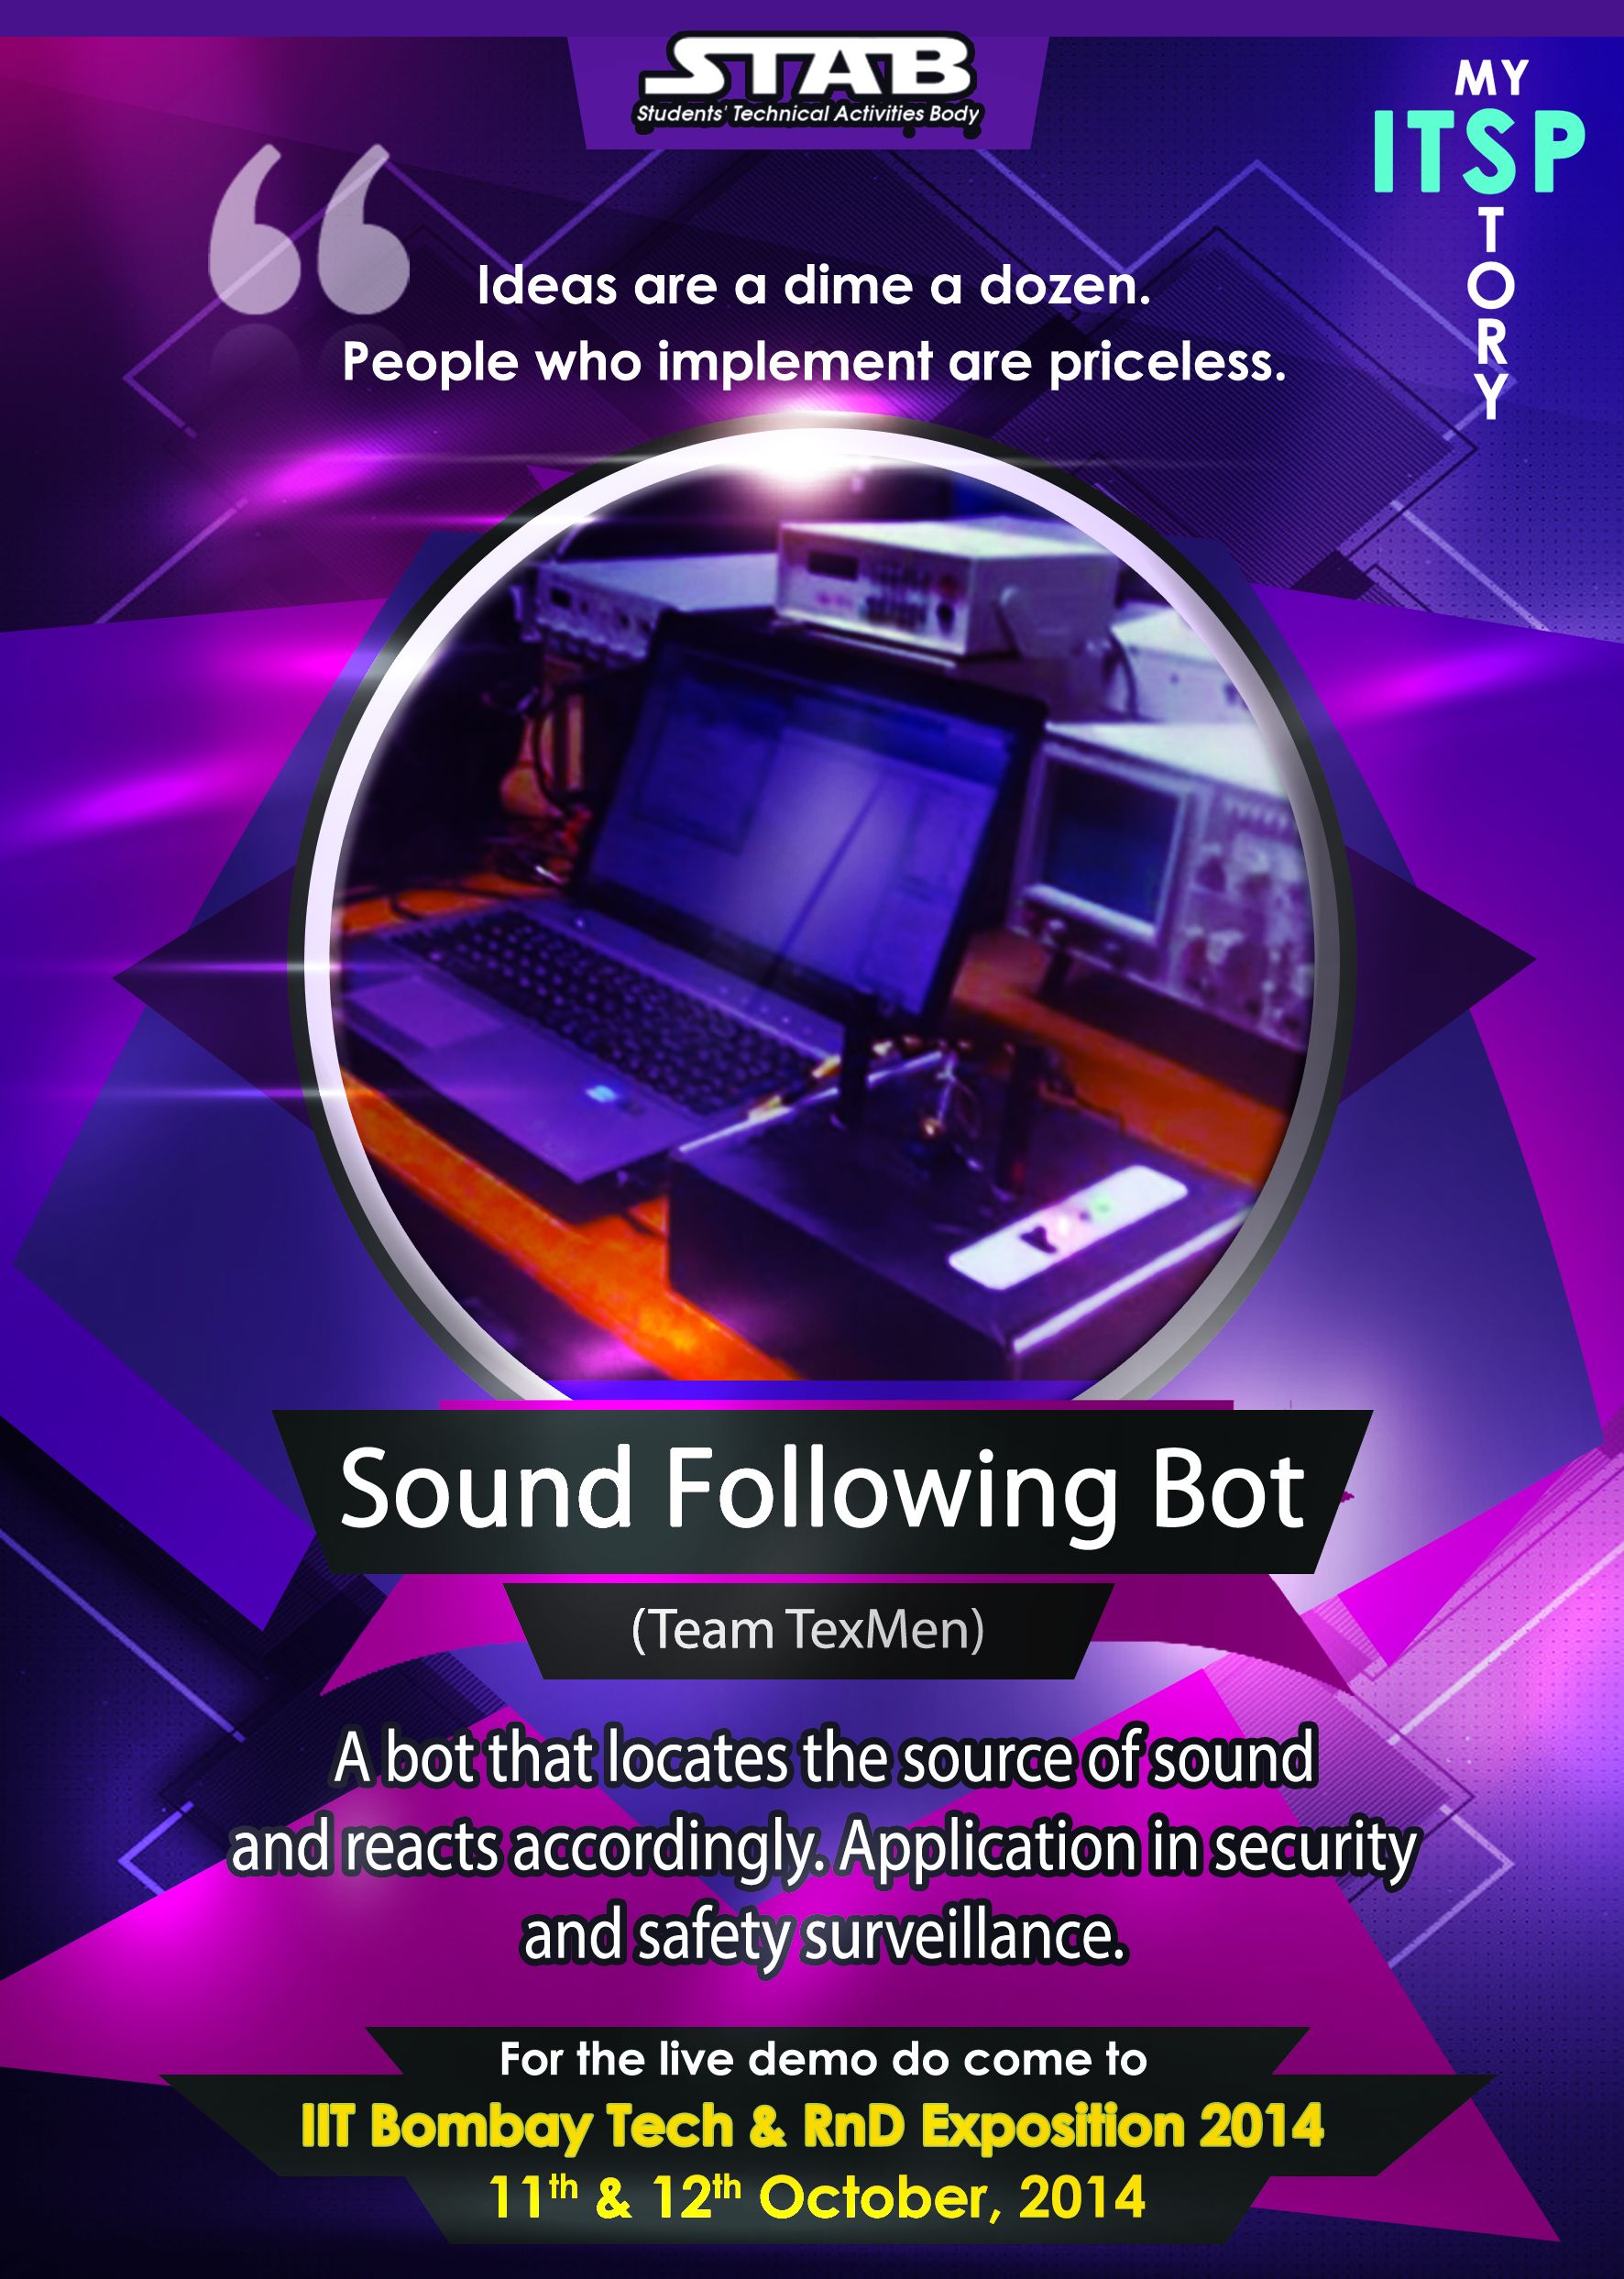 STAB
Students' Technical Activities Body
MY
ITSP
T
O
R
Y
“
Ideas are a dime a dozen.
People who implement are priceless.
Sound Following Bot
(Team TexMen)
A bot that locates the source of sound
and reacts accordingly. Application in security
and safety surveillance.
For the live demo do come to
IIT Bombay Tech & RnD Exposition 2014
11th & 12th October, 2014